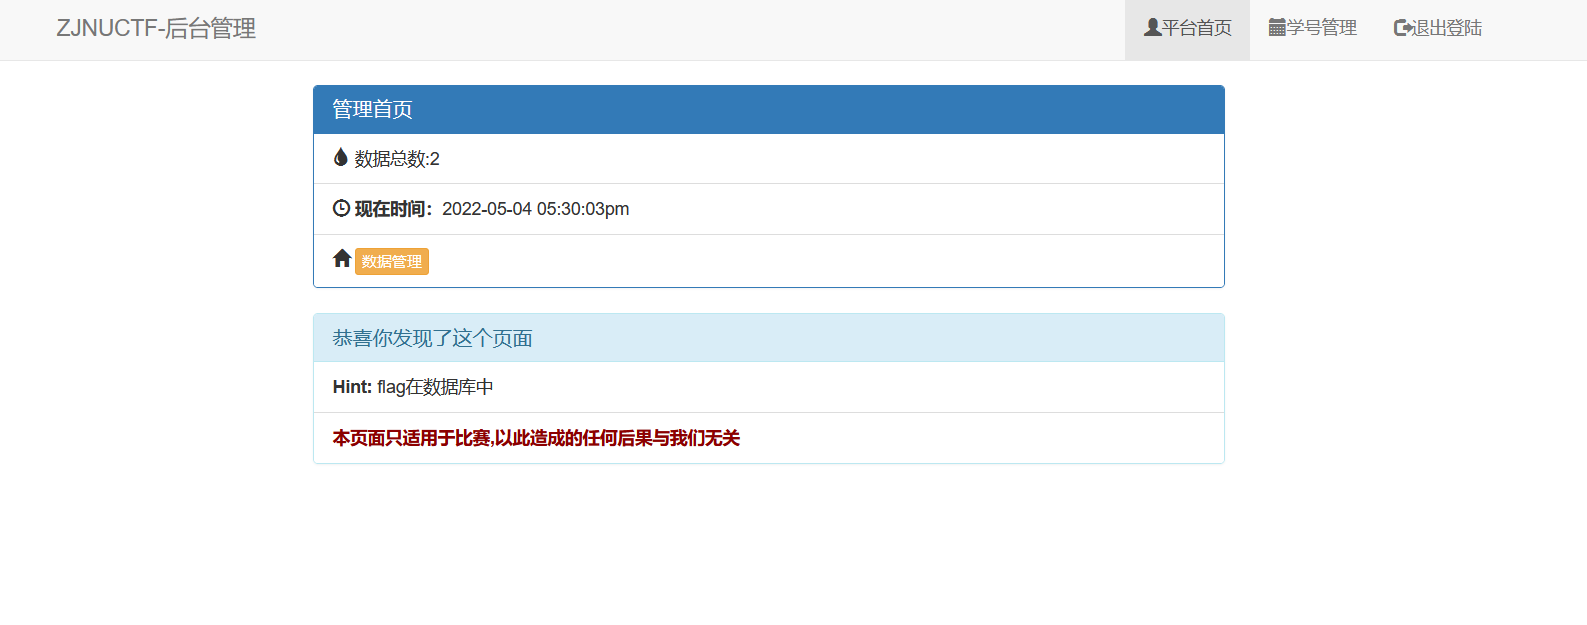 ZJNUCTF-后台管理
平台首页
学号管理
退出登陆
管理首页
数据总数:2
现在时间：2022-05-04 05:30:03pm
数据管理
恭喜你发现了这个页面
Hint: flag在数据库中
本页面只适用于比赛,以此造成的任何后果与我们无关